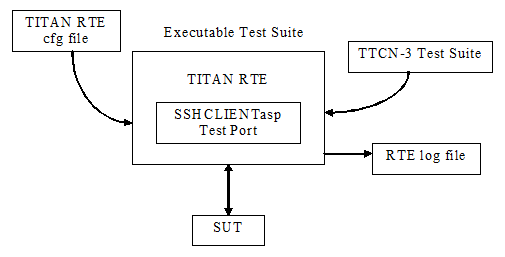 TITAN RTE
cfg file
Executable Test Suite
TTCN-3 Test Suite
TITAN RTE
SSHCLIENTasp
Test Port
RTE log file
SUT